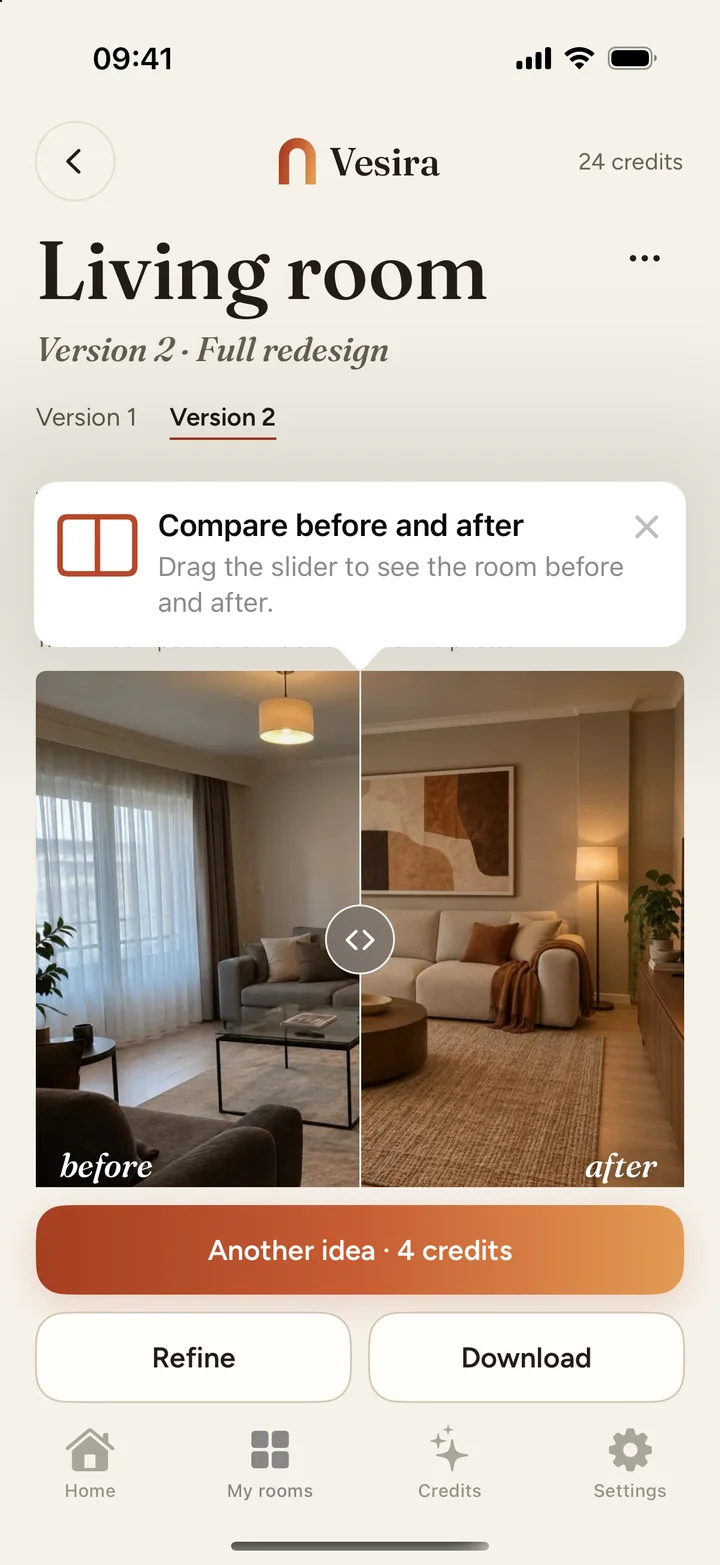 09:41
Vesira
24 credits
Living room
...
Version 2 · Full redesign
Version 1
Version 2
Compare before and after
Drag the slider to see the room before
and after.
before
after
Another idea · 4 credits
Refine
Download
Home
My rooms
Credits
Settings